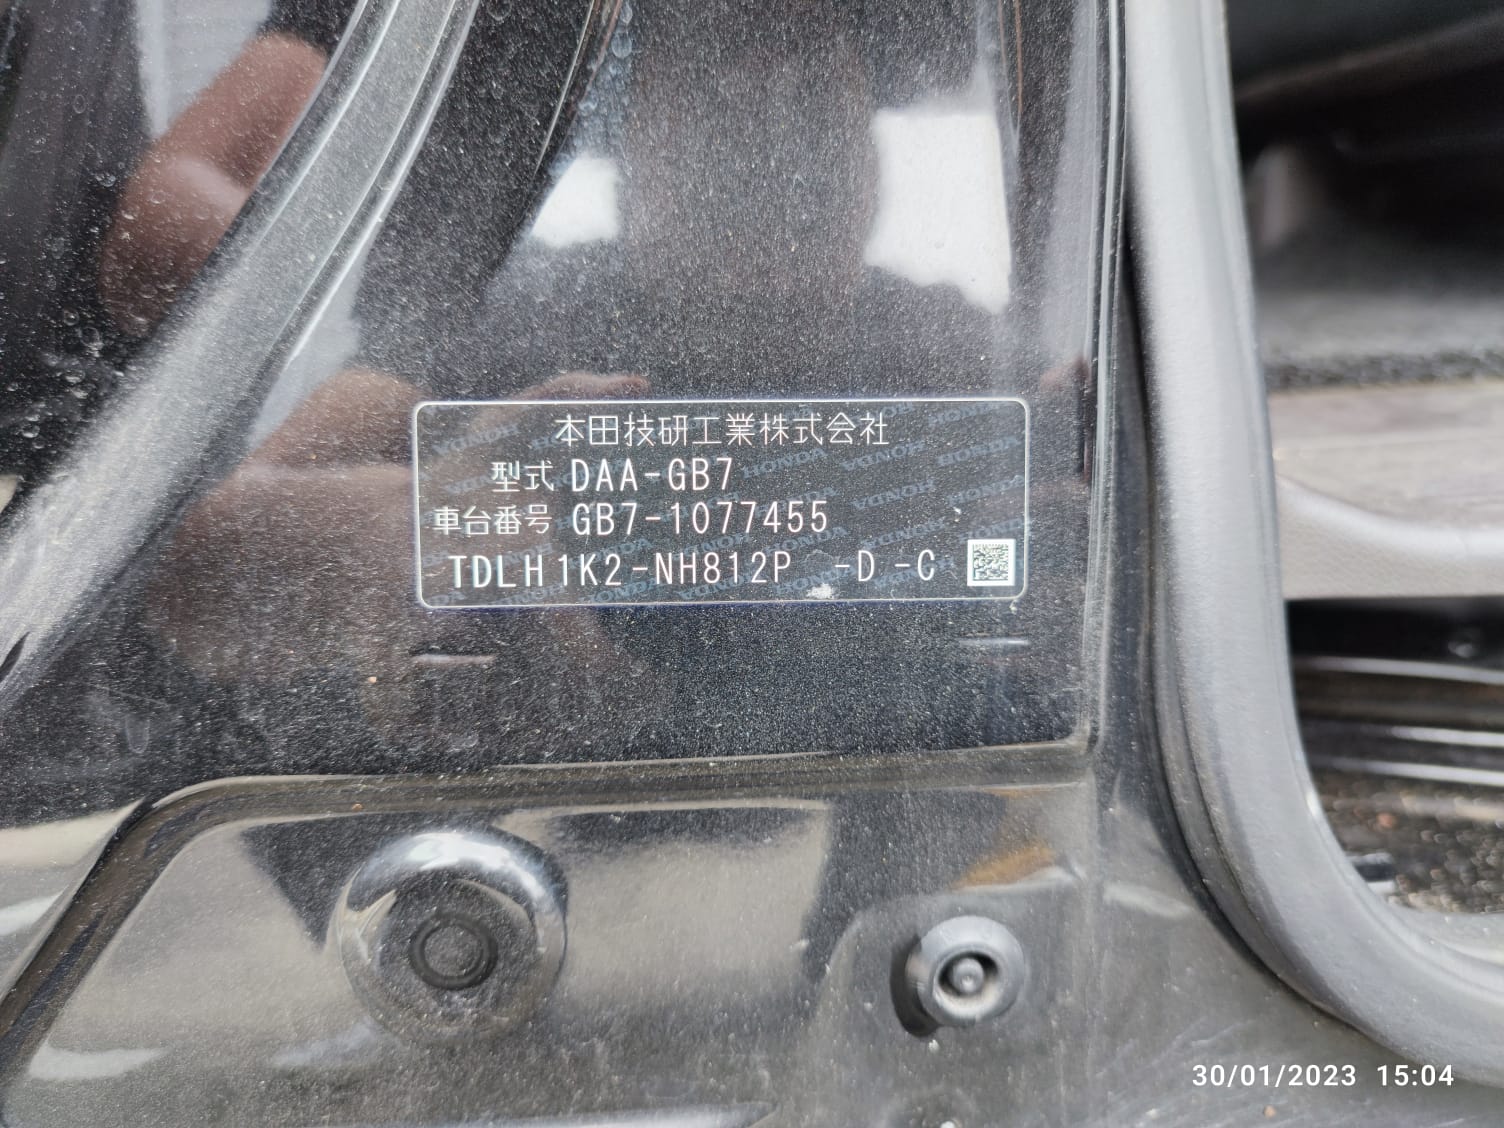 本田技研工業株式会社
型式 DAA-GB7
車台番号 GB7-1077455
TDLH1K2-NH812P -D -C
30/01/2023 15:04